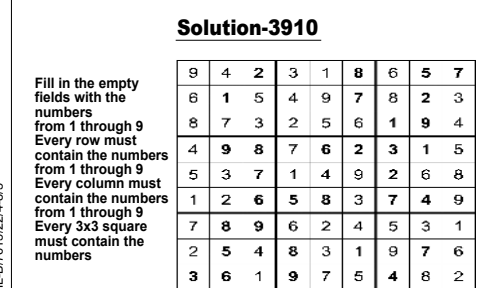 Solution-3910
Fill in the empty
fields with the
numbers
from 1 through 9
Every row must
contain the numbers
from 1 through 9
Every column must
contain the numbers
from 1 through 9
Every 3x3 square
must contain the
numbers
9 4 2 3 1 8 6 5 7
6 1 5 4 9 7 8 2 3
8 7 3 2 5 6 1 9 4
4 9 8 7 6 2 3 1 5
5 3 7 1 4 9 2 6 8
1 2 6 5 8 3 7 4 9
7 8 9 6 2 4 5 3 1
2 5 4 8 3 1 9 7 6
3 6 1 9 7 5 4 8 2